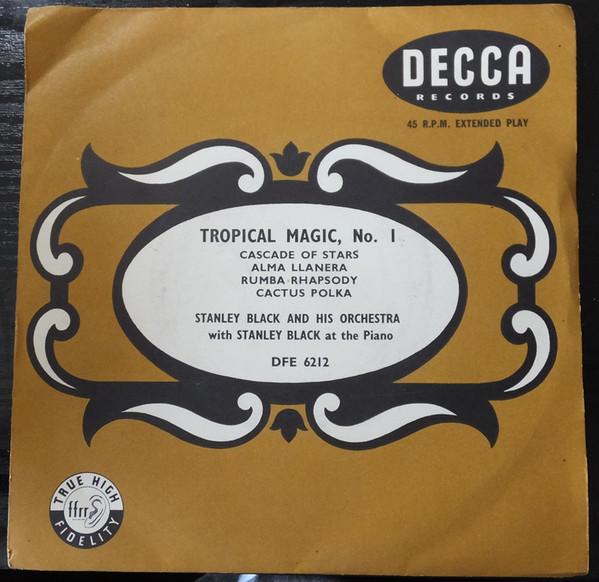 DECCA
RECORDS
45 R.P.M. EXTENDED PLAY
TROPICAL MAGIC, No. 1
CASCADE OF STARS
ALMA LLANERA
RUMBA RHAPSODY
CACTUS POLKA
STANLEY BLACK AND HIS ORCHESTRA
with STANLEY BLACK at the Piano
DFE 6212
TRUE HIGH
ffrr
FIDELITY